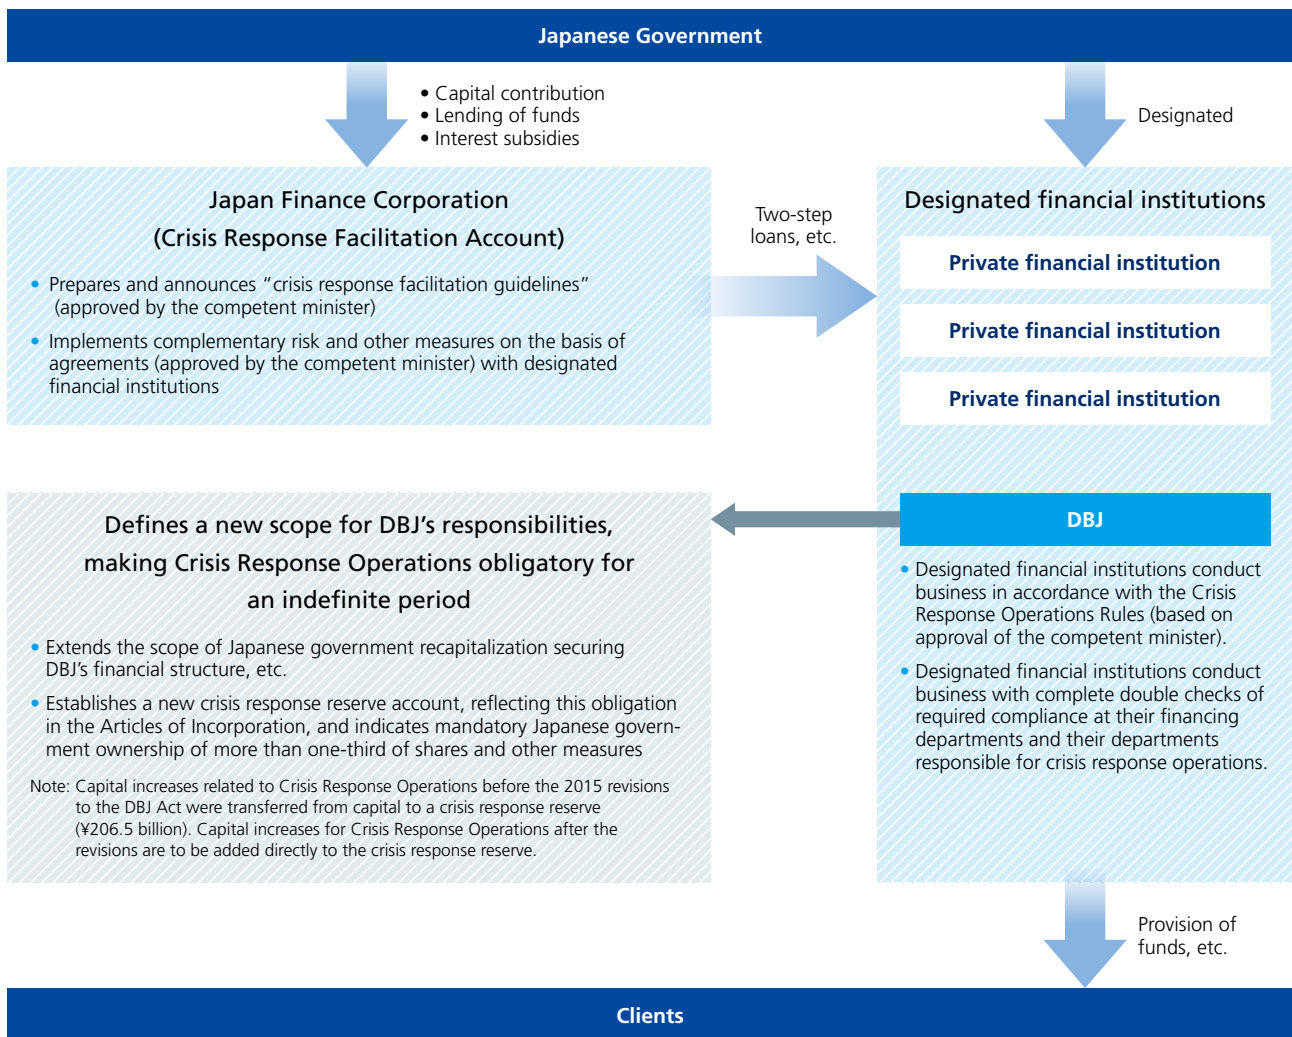 Japanese Government
• Capital contribution
• Lending of funds
• Interest subsidies
Designated
Japan Finance Corporation
(Crisis Response Facilitation Account)
• Prepares and announces “crisis response facilitation guidelines”
(approved by the competent minister)
• Implements complementary risk and other measures on the basis of
agreements (approved by the competent minister) with designated
financial institutions
Two-step
loans, etc.
Designated financial institutions
Private financial institution
Private financial institution
Private financial institution
DBJ
• Designated financial institutions conduct
business in accordance with the Crisis
Response Operations Rules (based on
approval of the competent minister).
• Designated financial institutions conduct
business with complete double checks of
required compliance at their financing
departments and their departments
responsible for crisis response operations.
Defines a new scope for DBJ’s responsibilities,
making Crisis Response Operations obligatory for
an indefinite period
• Extends the scope of Japanese government recapitalization securing
DBJ’s financial structure, etc.
• Establishes a new crisis response reserve account, reflecting this obligation
in the Articles of Incorporation, and indicates mandatory Japanese govern-
ment ownership of more than one-third of shares and other measures
Note: Capital increases related to Crisis Response Operations before the 2015 revisions
to the DBJ Act were transferred from capital to a crisis response reserve
(¥206.5 billion). Capital increases for Crisis Response Operations after the
revisions are to be added directly to the crisis response reserve.
Provision of
funds, etc.
Clients